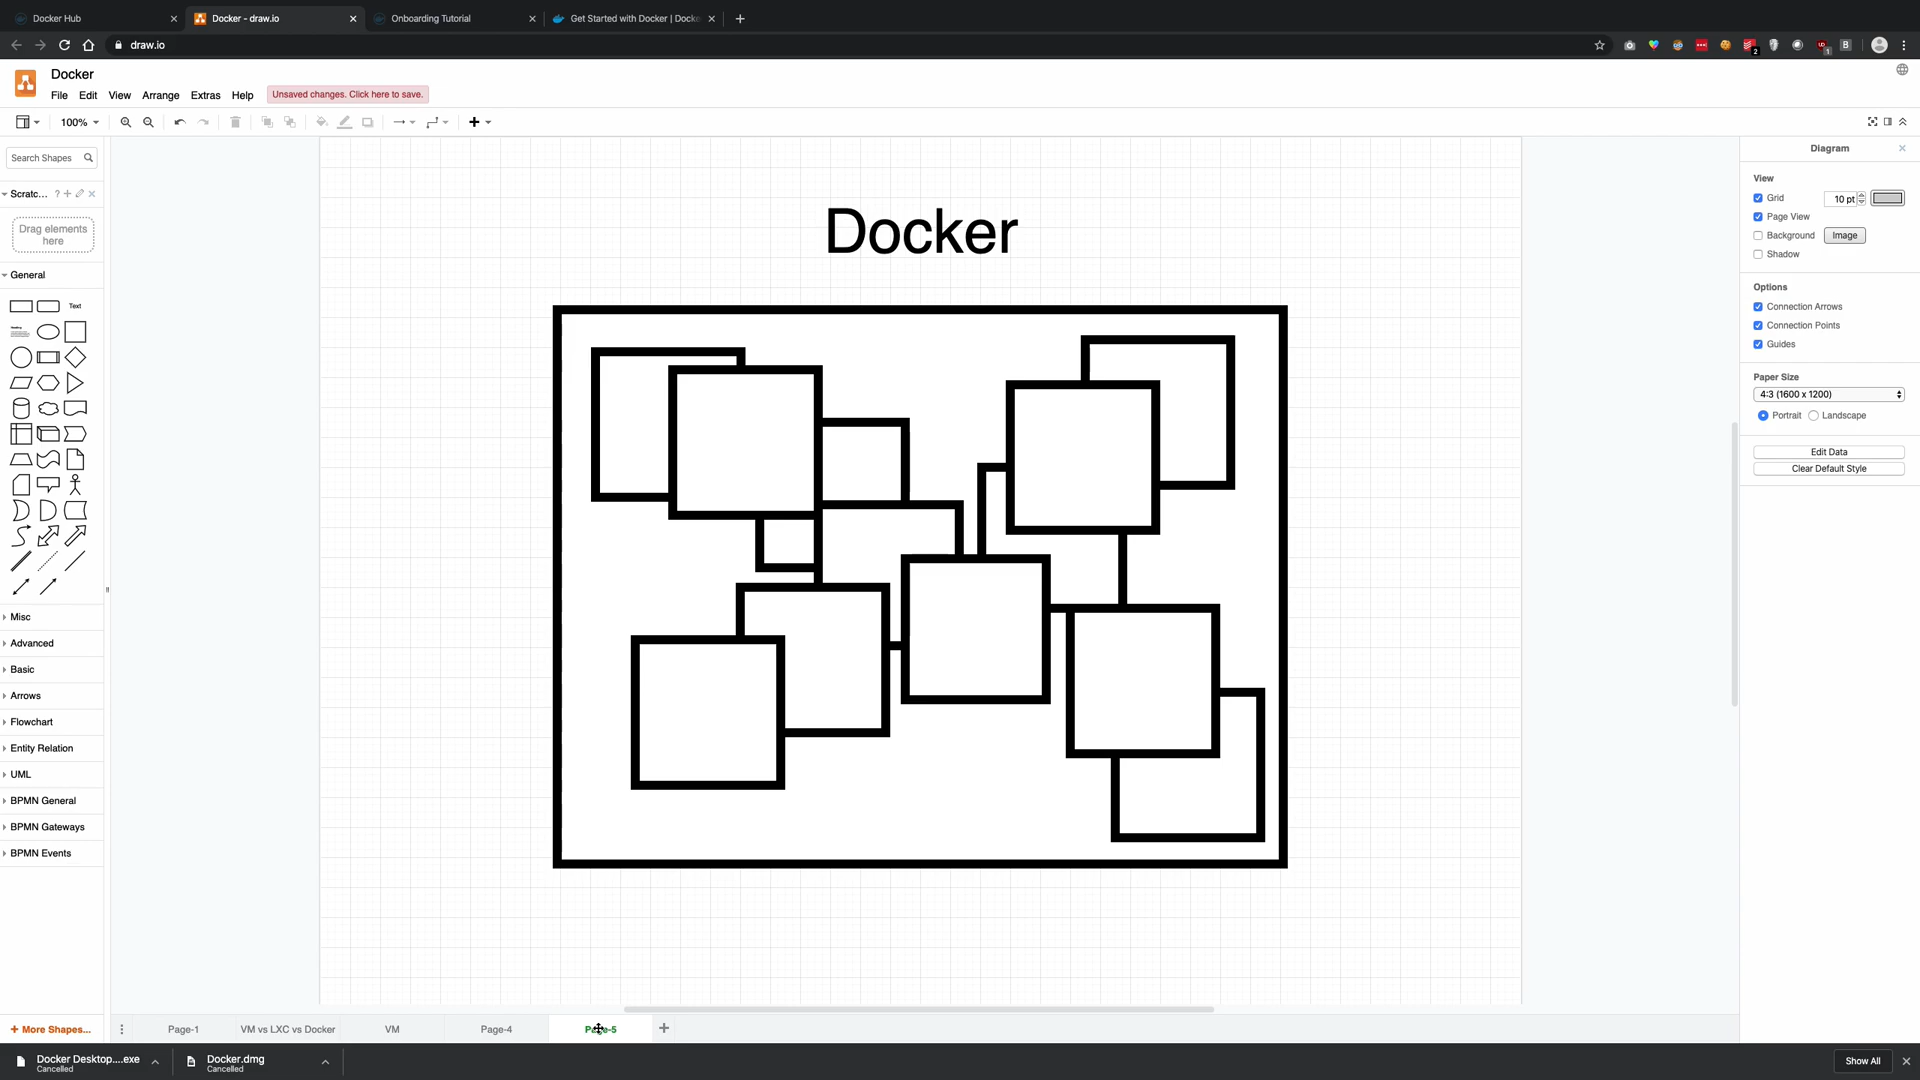 Docker Hub
Docker - draw.io
Onboarding Tutorial
Get Started with Docker | Docke
draw.io
2
1
B
Docker
File Edit View Arrange Extras Help
Unsaved changes. Click here to save.
100%
Search Shapes
Scratc... ?
Drag elements
here
General
Text
Heading
Misc
Advanced
Basic
Arrows
Flowchart
Entity Relation
UML
BPMN General
BPMN Gateways
BPMN Events
+ More Shapes...
Docker
Diagram
View
Grid
10 pt
Page View
Background
Image
Shadow
Options
Connection Arrows
Connection Points
Guides
Paper Size
4:3 (1600 x 1200)
Portrait
Landscape
Edit Data
Clear Default Style
Page-1
VM vs LXC vs Docker
VM
Page-4
Page-5
Docker Desktop....exe
Cancelled
Docker.dmg
Cancelled
Show All